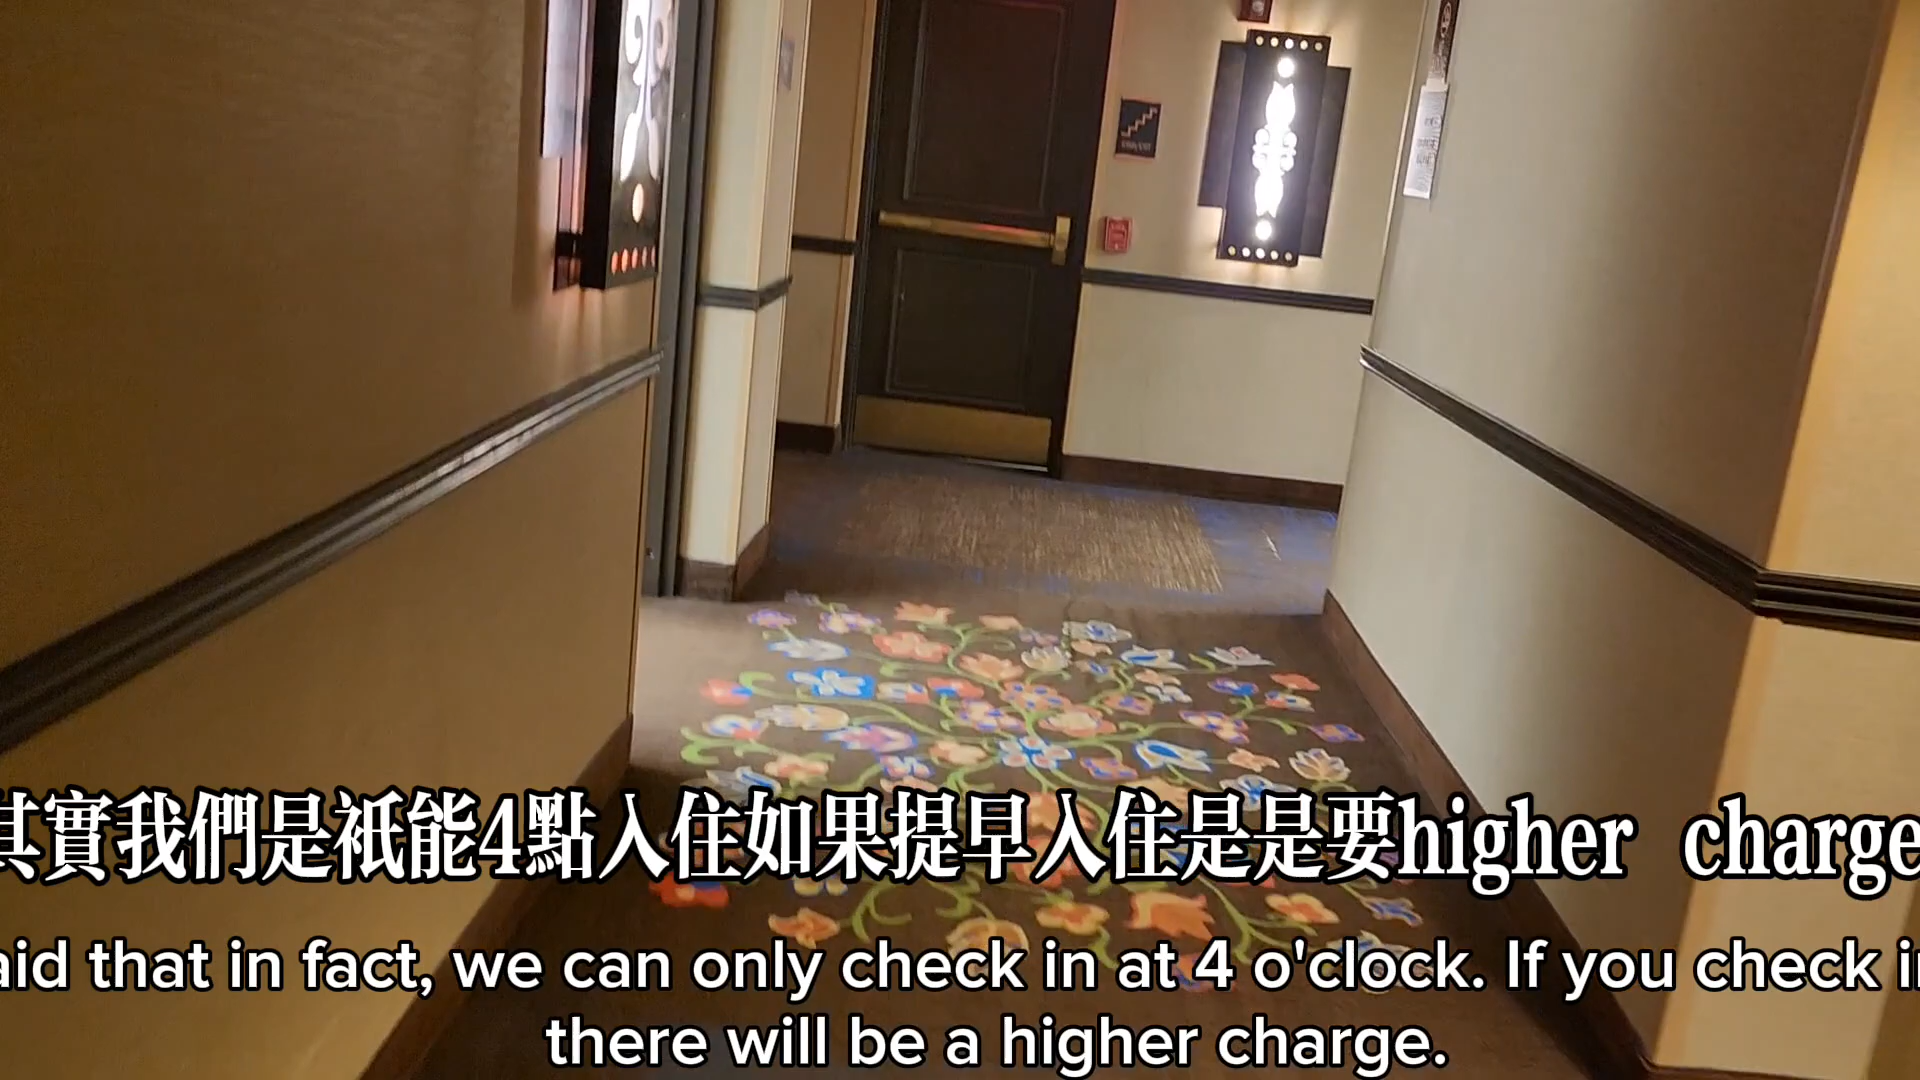 其實我們是衹能4點入住如果提早入住是是要higher charge
aid that in fact, we can only check in at 4 o'clock. If you check in
there will be a higher charge.